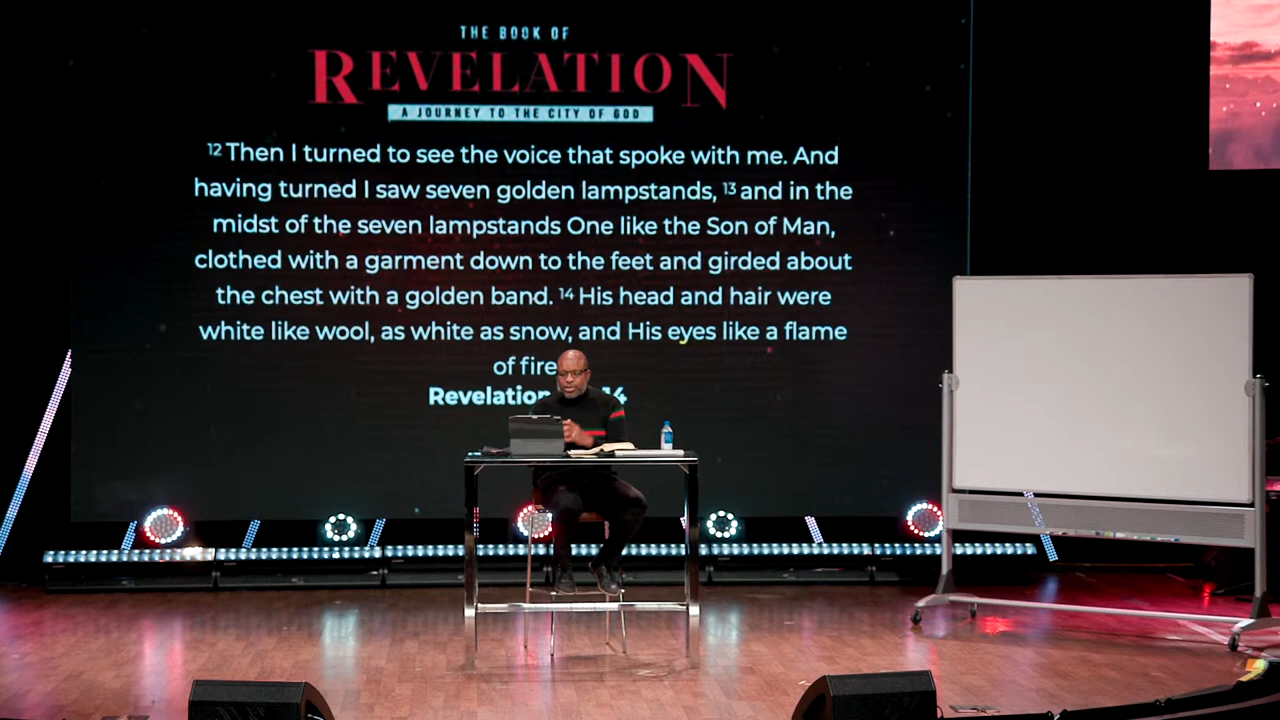 THE BOOK OF
REVELATION
A JOURNEY TO THE CITY OF GOD
12 Then I turned to see the voice that spoke with me. And
having turned I saw seven golden lampstands, 13 and in the
midst of the seven lampstands One like the Son of Man,
clothed with a garment down to the feet and girded about
the chest with a golden band. 14 His head and hair were
white like wool, as white as snow, and His eyes like a flame
of fire
Revelation 14